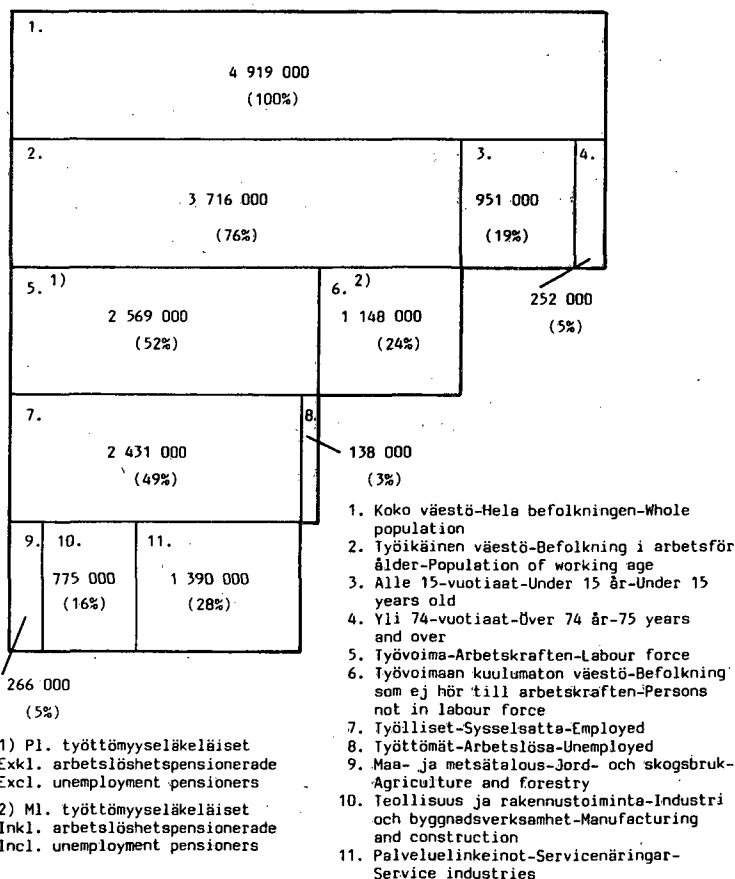 1.
4 919 000
(100%)
2.
3.
4.
3 716 000
951 000
(76%)
(19%)
252 000
(5%)
5. 1)
6. 2)
2 569 000
1 148 000
(52%)
(24%)
7.
8.
2 431 000
138 000
(49%)
(3%)
9.
10.
11.
775 000
1 390 000
(16%)
(28%)
266 000
(5%)
1) Pl. työttömyyseläkeläiset
Exkl. arbetslöshetspensionerade
Excl. unemployment pensioners
2) Ml. työttömyyseläkeläiset
Inkl. arbetslöshetspensionerade
Incl. unemployment pensioners
1. Koko väestö-Hela befolkningen-Whole
population
2. Työikäinen väestö-Befolkning i arbetsför
ålder-Population of working age
3. Alle 15-vuotiaat-Under 15 år-Under 15
years old
4. Yli 74-vuotiaat-Över 74 år-75 years
and over
5. Työvoima-Arbetskraften-Labour force
6. Työvoimaan kuulumaton väestö-Befolkning
som ej hör till arbetskraften-Persons
not in labour force
7. Työlliset-Sysselsatta-Employed
8. Työttömät-Arbetslösa-Unemployed
9. Maa- ja metsätalous-Jord- och skogsbruk-
Agriculture and forestry
10. Teollisuus ja rakennustoiminta-Industri
och byggnadsverksamhet-Manufacturing
and construction
11. Palveluelinkeinot-Servicenäringar-
Service industries